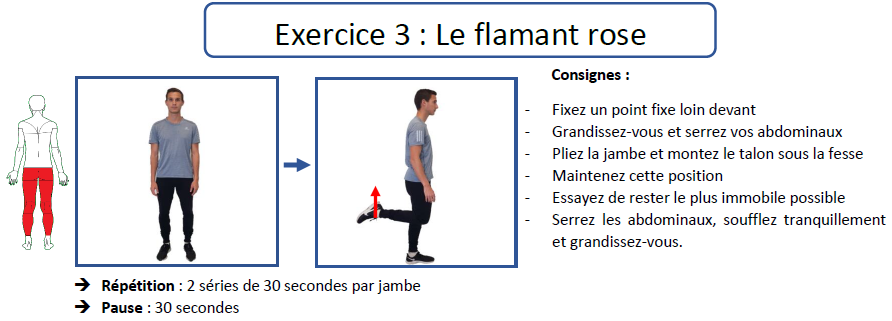 Exercice 3 : Le flamant rose
Consignes :
- Fixez un point fixe loin devant
- Grandissez-vous et serrez vos abdominaux
- Pliez la jambe et montez le talon sous la fesse
- Maintenez cette position
- Essayez de rester le plus immobile possible
- Serrez les abdominaux, soufflez tranquillement
et grandissez-vous.
➔ Répétition : 2 séries de 30 secondes par jambe
➔ Pause : 30 secondes